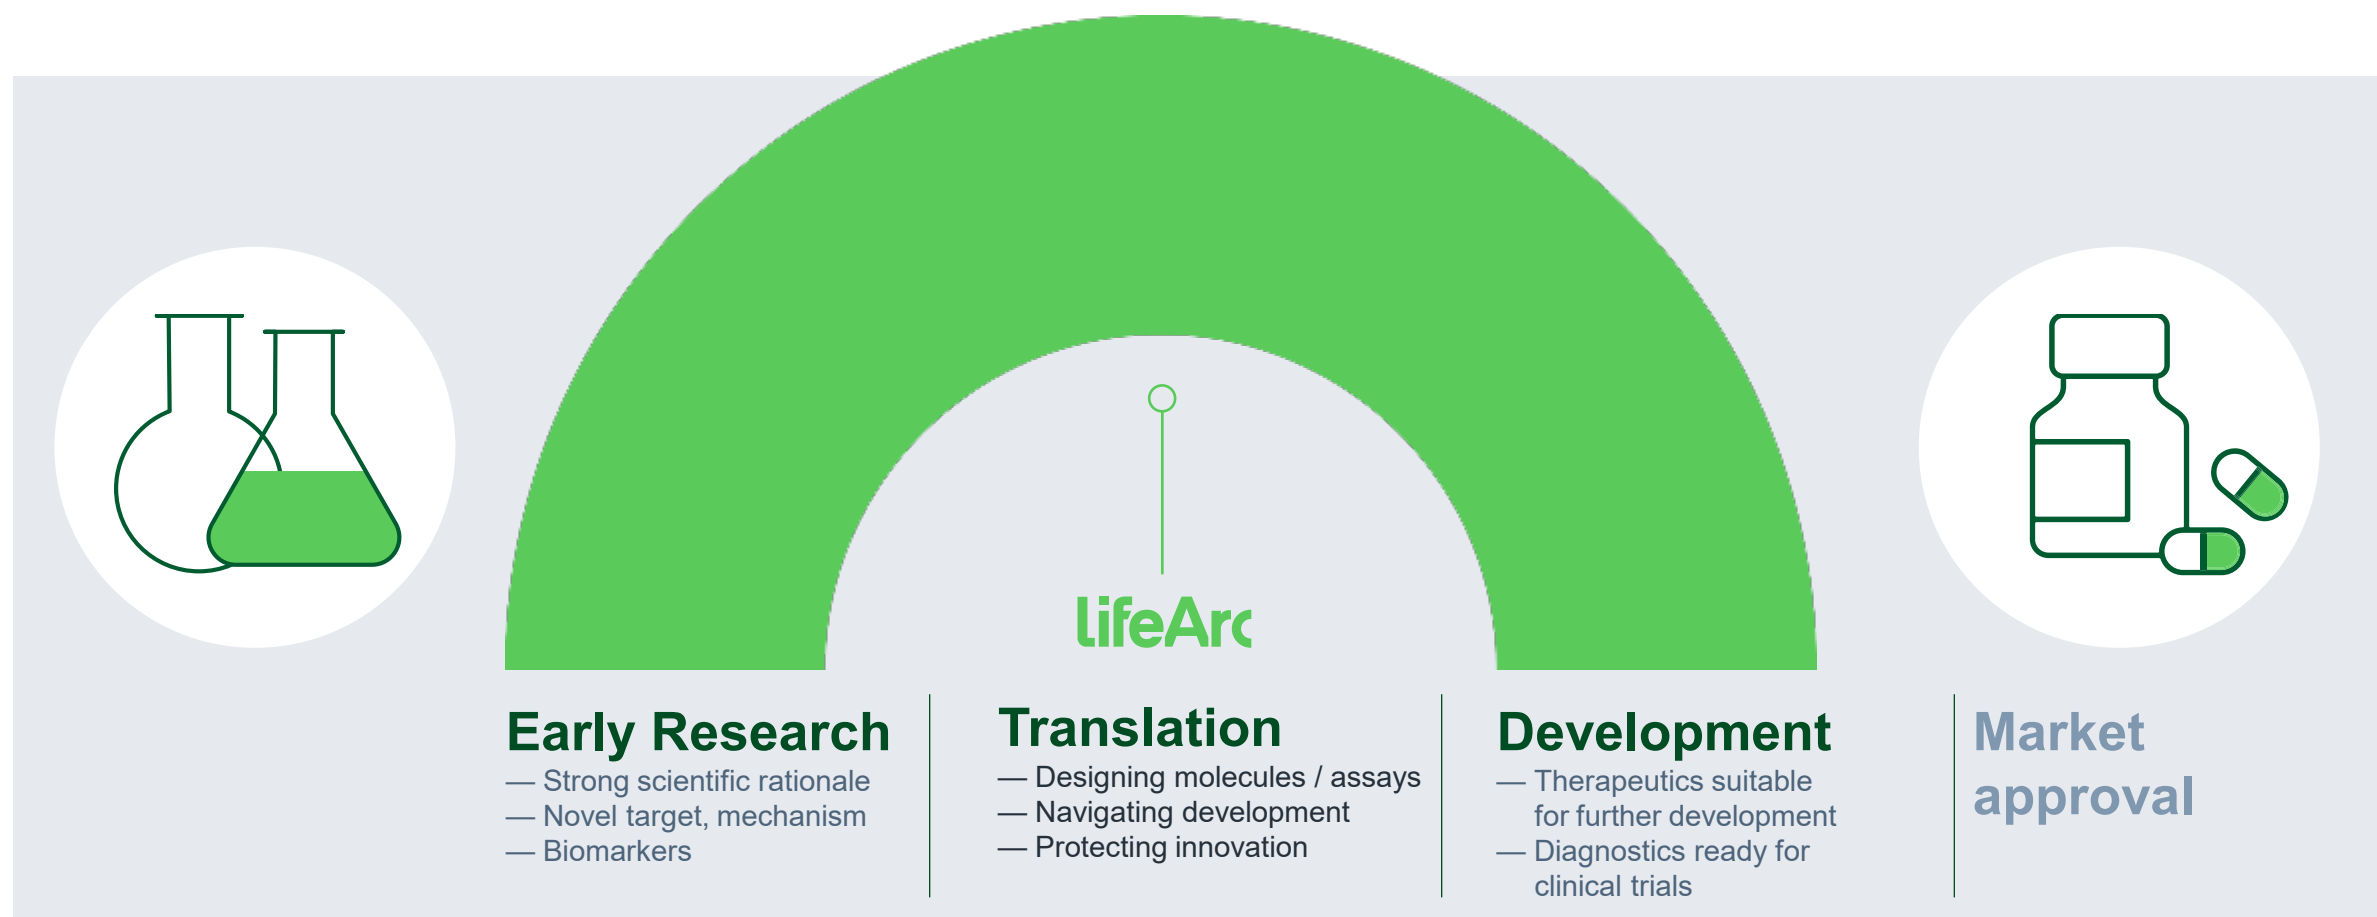 LifeArc
Early Research
— Strong scientific rationale
— Novel target, mechanism
— Biomarkers
Translation
— Designing molecules / assays
— Navigating development
— Protecting innovation
Development
— Therapeutics suitable
for further development
— Diagnostics ready for
clinical trials
Market
approval